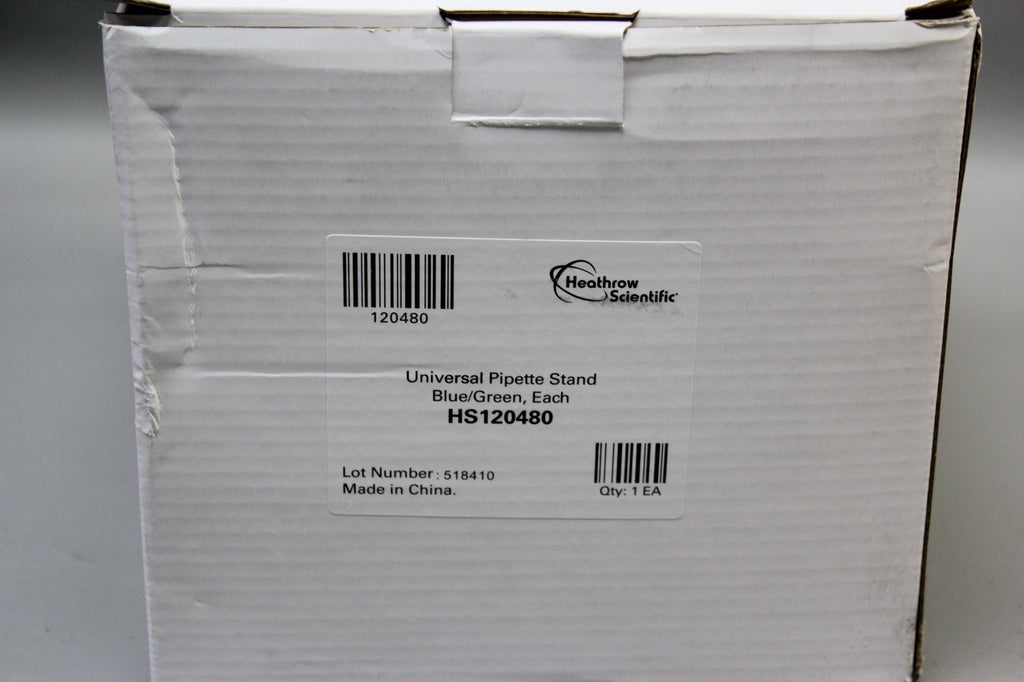 120480
Heathrow
Scientific
Universal Pipette Stand
Blue/Green, Each
HS120480
Lot Number: 518410
Made in China.
Qty: 1 EA